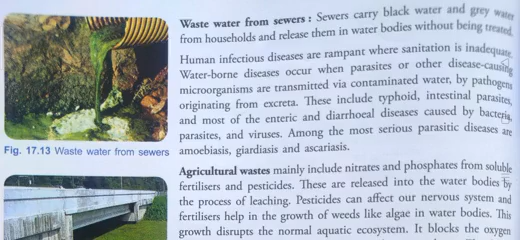 Waste water from sewers : Sewers carry black water and grey water
from households and release them in water bodies without being treated.
Human infectious diseases are rampant where sanitation is inadequate.
Water-borne diseases occur when parasites or other disease-causing
microorganisms are transmitted via contaminated water, by pathogens
originating from excreta. These include typhoid, intestinal parasites,
and most of the enteric and diarrhoeal diseases caused by bacteria,
parasites, and viruses. Among the most serious parasitic diseases are
amoebiasis, giardiasis and ascariasis.
Fig. 17.13 Waste water from sewers
Agricultural wastes mainly include nitrates and phosphates from soluble
fertilisers and pesticides. These are released into the water bodies by
the process of leaching. Pesticides can affect our nervous system and
fertilisers help in the growth of weeds like algae in water bodies. This
growth disrupts the normal aquatic ecosystem. It blocks the oxygen